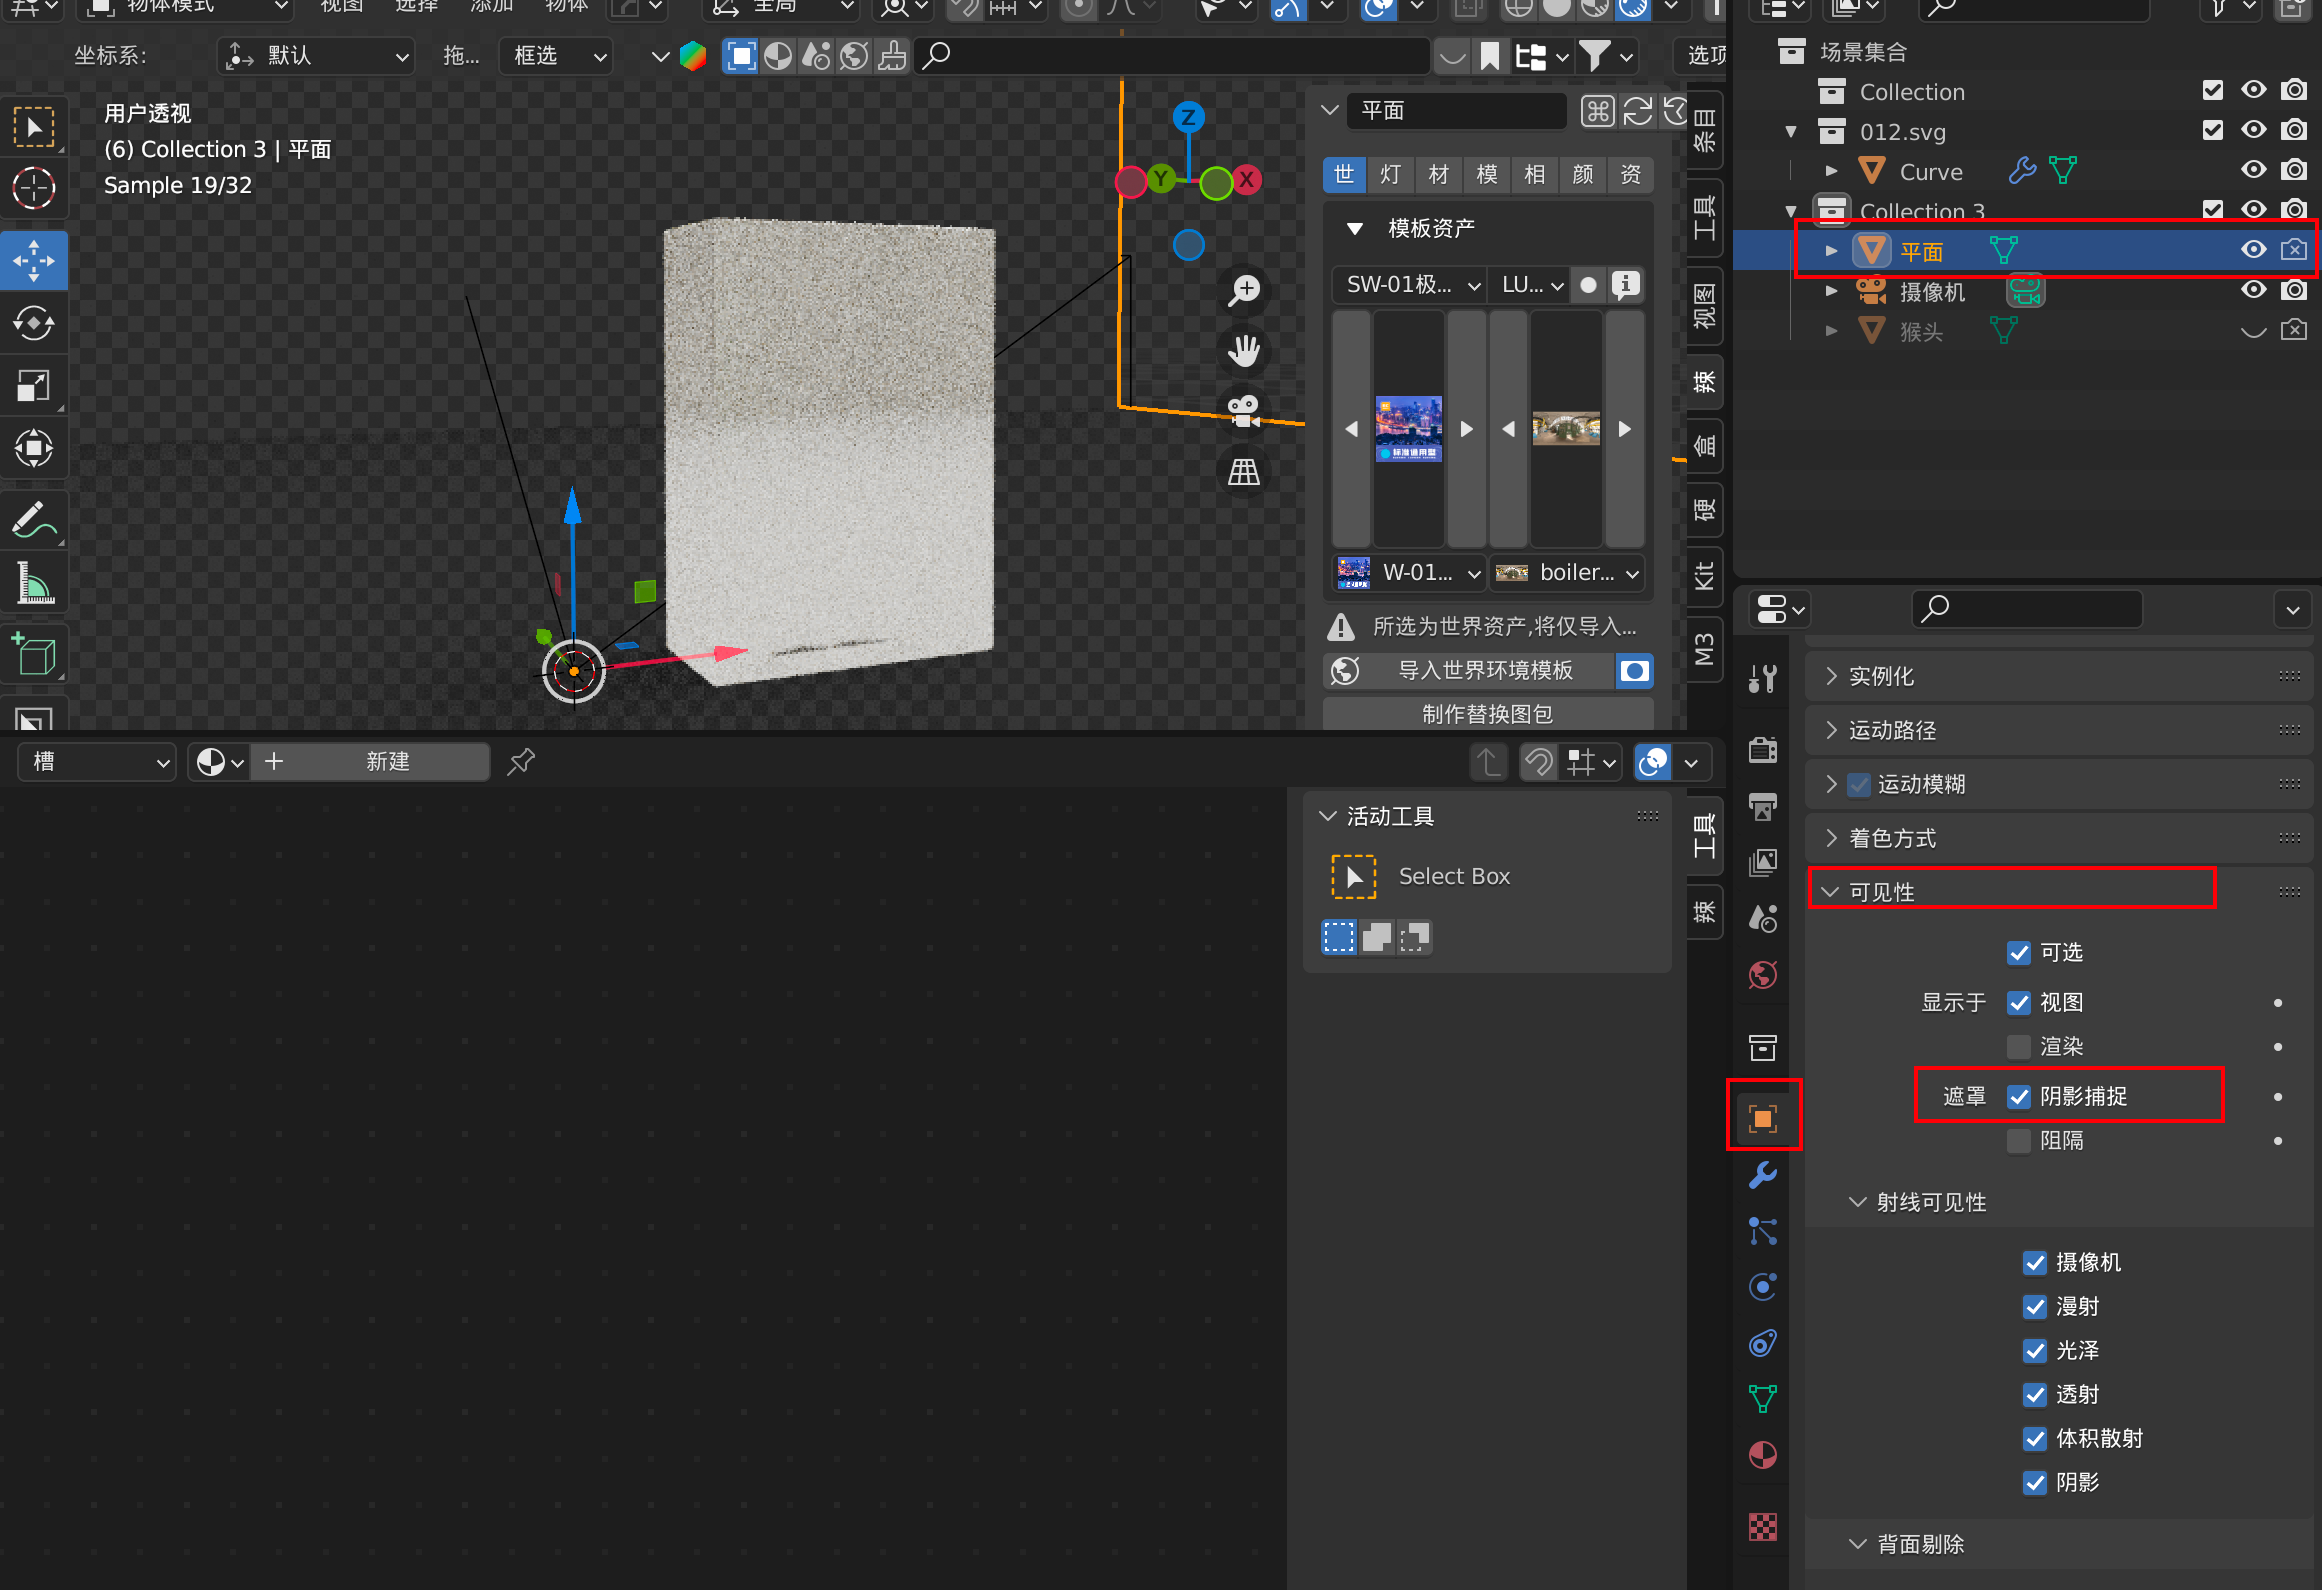 物体模式 视图 选择 添加 物体 全局
坐标系: 默认 拖... 框选 选项
用户透视
(6) Collection 3 | 平面
Sample 19/32
Z
Y
X
平面
世 灯 材 模 相 颜 资
模板资产
SW-01极... LU...
标准通用型
W-01... boiler...
所选为世界资产,将仅导入...
导入世界环境模板
制作替换图包
条目
工具
视图
辣
盒
硬
Kit
M3
槽 新建
活动工具
Select Box
工具
辣
场景集合
Collection
012.svg
Curve
Collection 3
平面
摄像机
猴头
实例化
运动路径
运动模糊
着色方式
可见性
可选
显示于 视图
渲染
遮罩 阴影捕捉
阻隔
射线可见性
摄像机
漫射
光泽
透射
体积散射
阴影
背面剔除